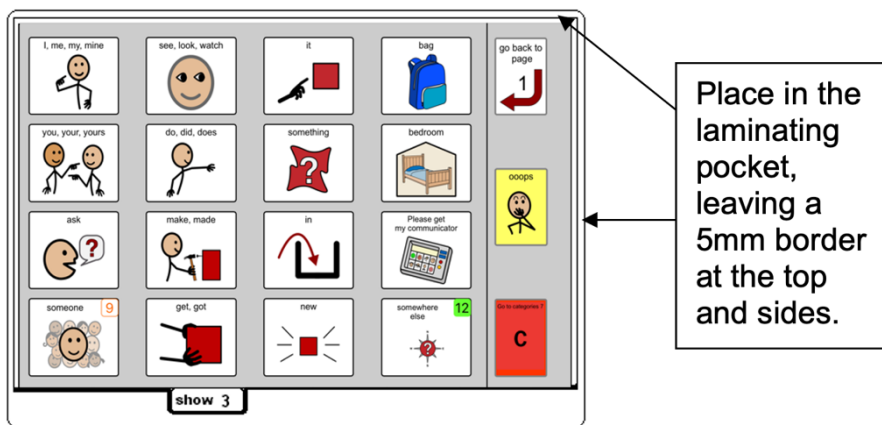 I, me, my, mine
see, look, watch
it
bag
go back to
page
1
you, your, yours
do, did, does
something
?
bedroom
ooops
ask
?
make, made
in
Please get
my communicator
someone
9
get, got
new
somewhere
else
12
?
Go to categories ?
C
show 3
Place in the
laminating
pocket,
leaving a
5mm border
at the top
and sides.